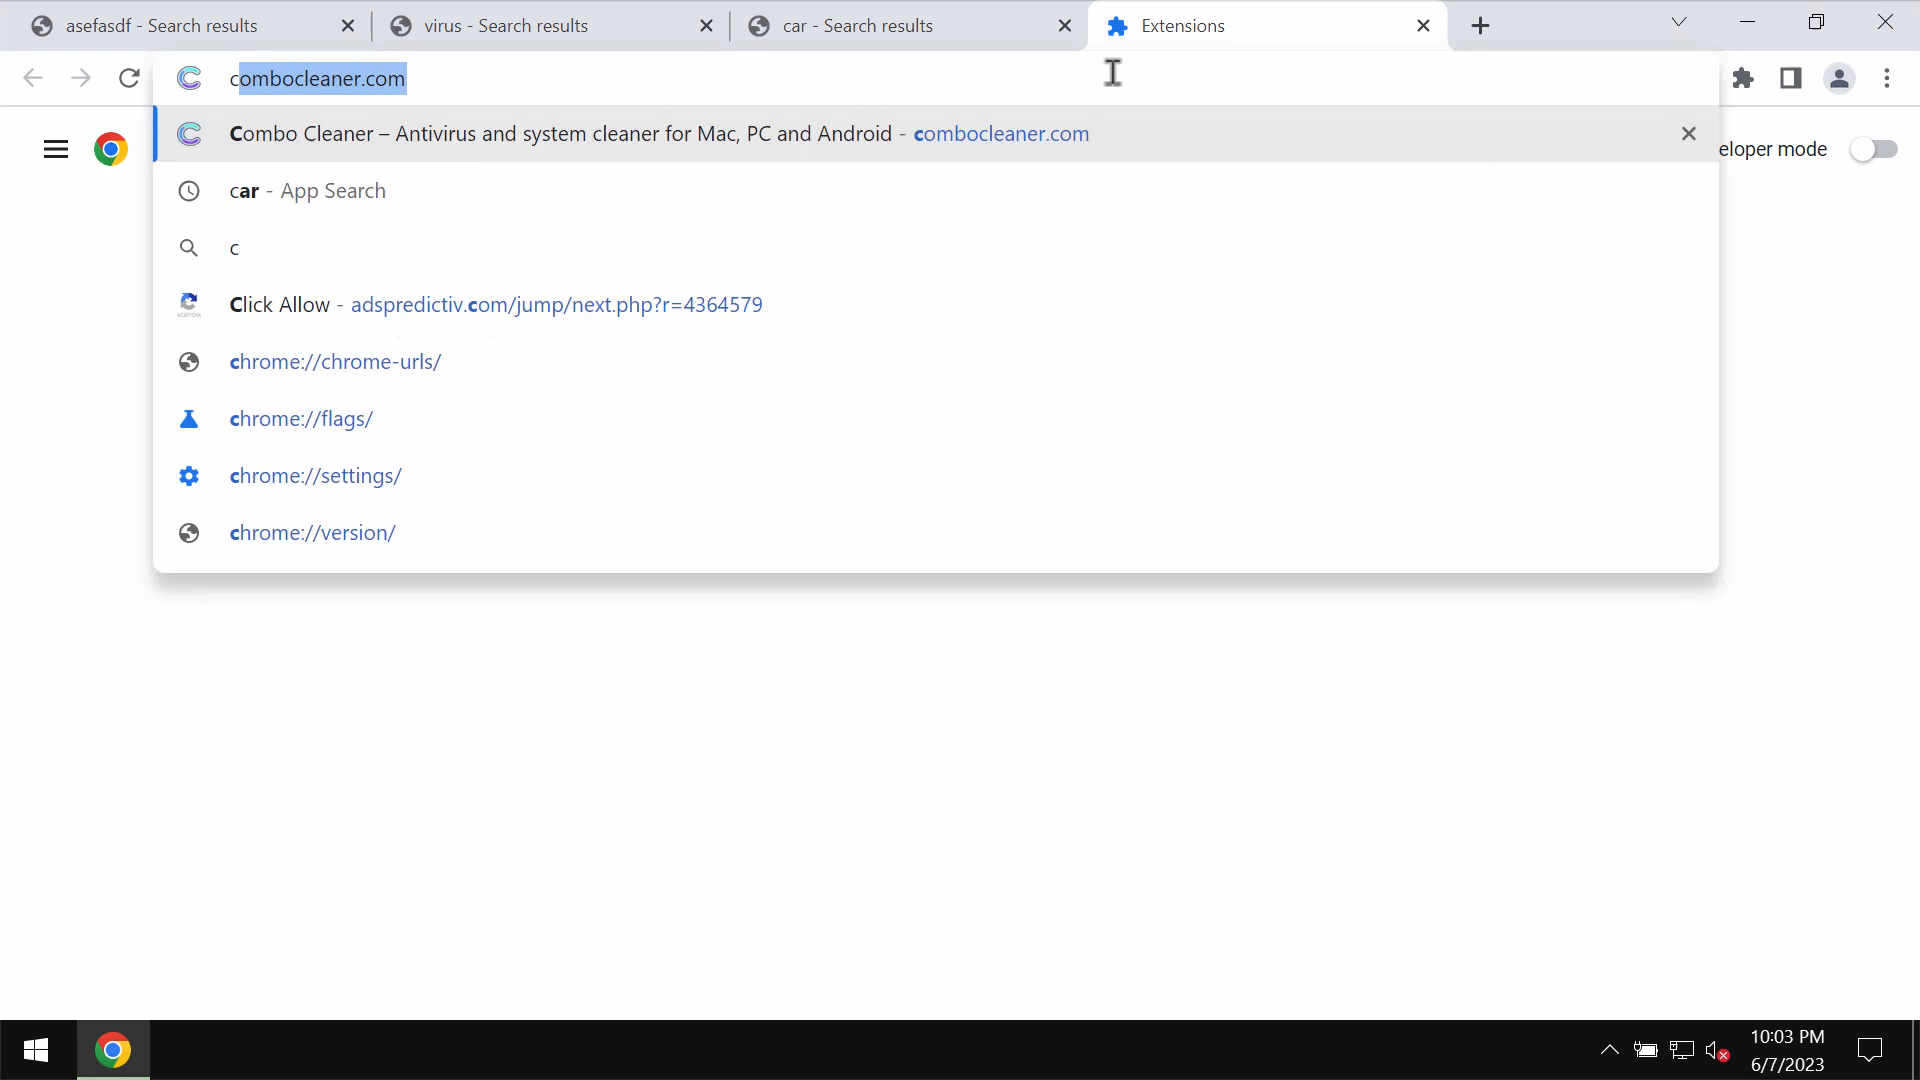 asefasdf - Search results
virus - Search results
car - Search results
Extensions
combocleaner.com
Combo Cleaner – Antivirus and system cleaner for Mac, PC and Android - combocleaner.com
eloper mode
car - App Search
c
Click Allow - adspredictiv.com/jump/next.php?r=4364579
chrome://chrome-urls/
chrome://flags/
chrome://settings/
chrome://version/
10:03 PM
6/7/2023